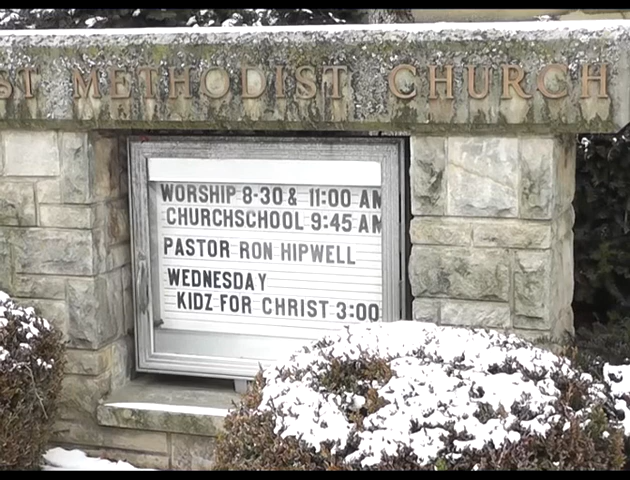 ST METHODIST CHURCH
WORSHIP 8-30 & 11:00 AM
CHURCHSCHOOL 9:45 AM
PASTOR RON HIPWELL
WEDNESDAY
KIDZ FOR CHRIST 3:00